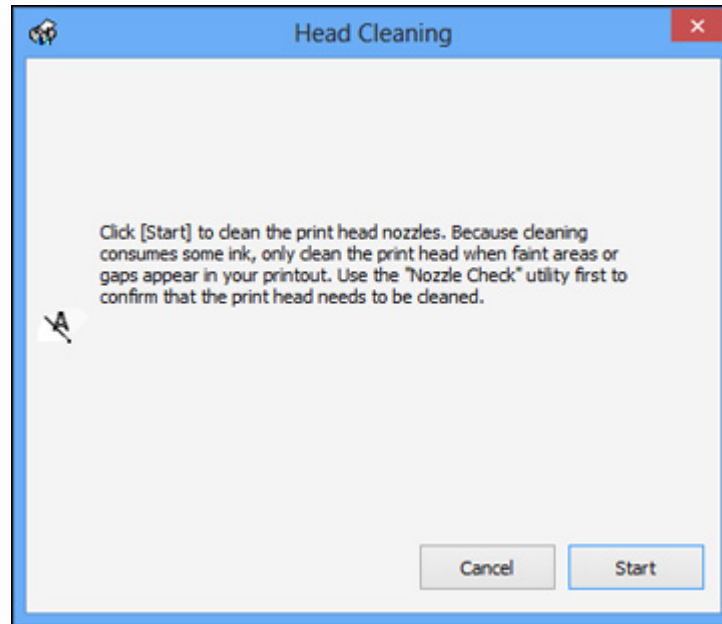 Head Cleaning
Click [Start] to clean the print head nozzles. Because cleaning
consumes some ink, only clean the print head when faint areas or
gaps appear in your printout. Use the "Nozzle Check" utility first to
confirm that the print head needs to be cleaned.
A
Cancel
Start